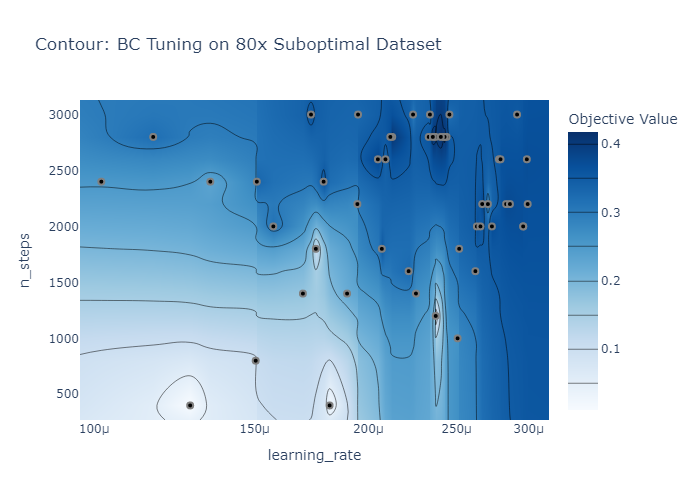 Contour: BC Tuning on 80x Suboptimal Dataset
Objective Value
3000
2500
2000
1500
1000
500
n_steps
0.4
0.3
0.2
0.1
100μ
150μ
200μ
250μ
300μ
learning_rate